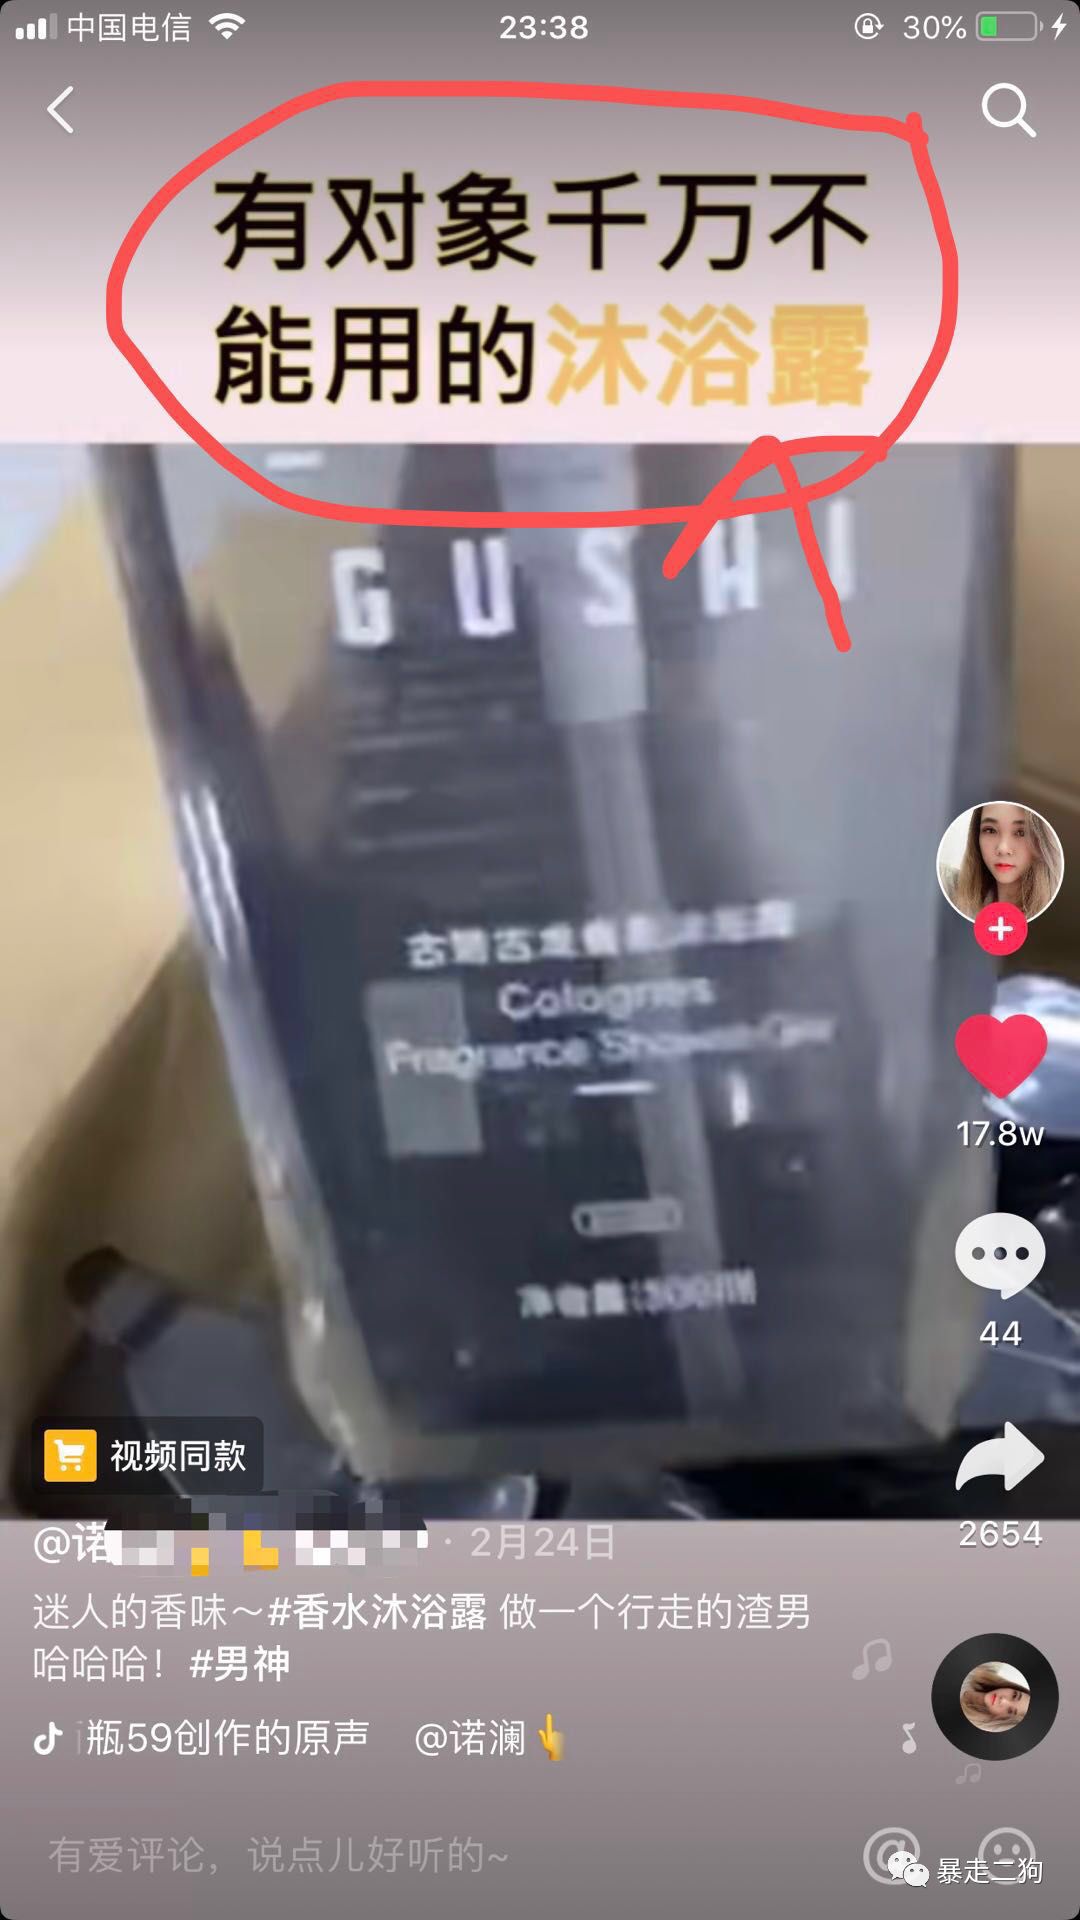 中国电信 23:38 30%
有对象千万不
能用的沐浴露
GUSHI
Colognes
Fragrance Shower Gel
17.8w
44
视频同款
2654
@诺 · 2月24日
迷人的香味～#香水沐浴露 做一个行走的渣男
哈哈哈！#男神
瓶59创作的原声 @诺澜
有爱评论，说点儿好听的~
暴走二狗